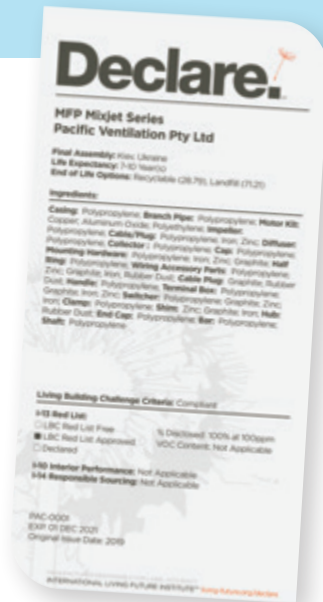 Declare.
MFP Mixjet Series
Pacific Ventilation Pty Ltd
Final Assembly: Kiev, Ukraine
Life Expectancy: 7-10 Year(s)
End of Life Options: Recyclable (28.79), Landfill (71.21)
Ingredients:
Casing: Polypropylene; Branch Pipe: Polypropylene; Motor Kit:
Copper, Aluminum Oxide, Polyethylene; Impeller:
Polypropylene; Cable/Plug: Polypropylene, Iron, Zinc; Diffuser:
Polypropylene; Collector: Polypropylene; Cap: Polypropylene;
Mounting Hardware: Polypropylene, Iron, Zinc, Graphite; Half
Ring: Polypropylene; Wiring Accessory Parts: Polypropylene,
Zinc, Graphite, Iron, Rubber Dust; Cable Plug: Graphite, Rubber
Dust; Handle: Polypropylene; Terminal Box: Polypropylene,
Graphite, Iron, Zinc; Switcher: Polypropylene, Graphite, Zinc,
Iron; Clamp: Polypropylene; Shim: Zinc, Graphite, Iron; Hub:
Rubber Dust; End Cap: Polypropylene; Bar: Polypropylene;
Shaft: Polypropylene
Living Building Challenge Criteria: Compliant
I-13 Red List:
LBC Red List Free % Disclosed: 100% at 100ppm
LBC Red List Approved VOC Content: Not Applicable
Declared
I-10 Interior Performance: Not Applicable
I-14 Responsible Sourcing: Not Applicable
PAC-0001
EXP. 01 DEC 2021
Original Issue Date: 2019
INTERNATIONAL LIVING FUTURE INSTITUTE™ living-future.org/declare